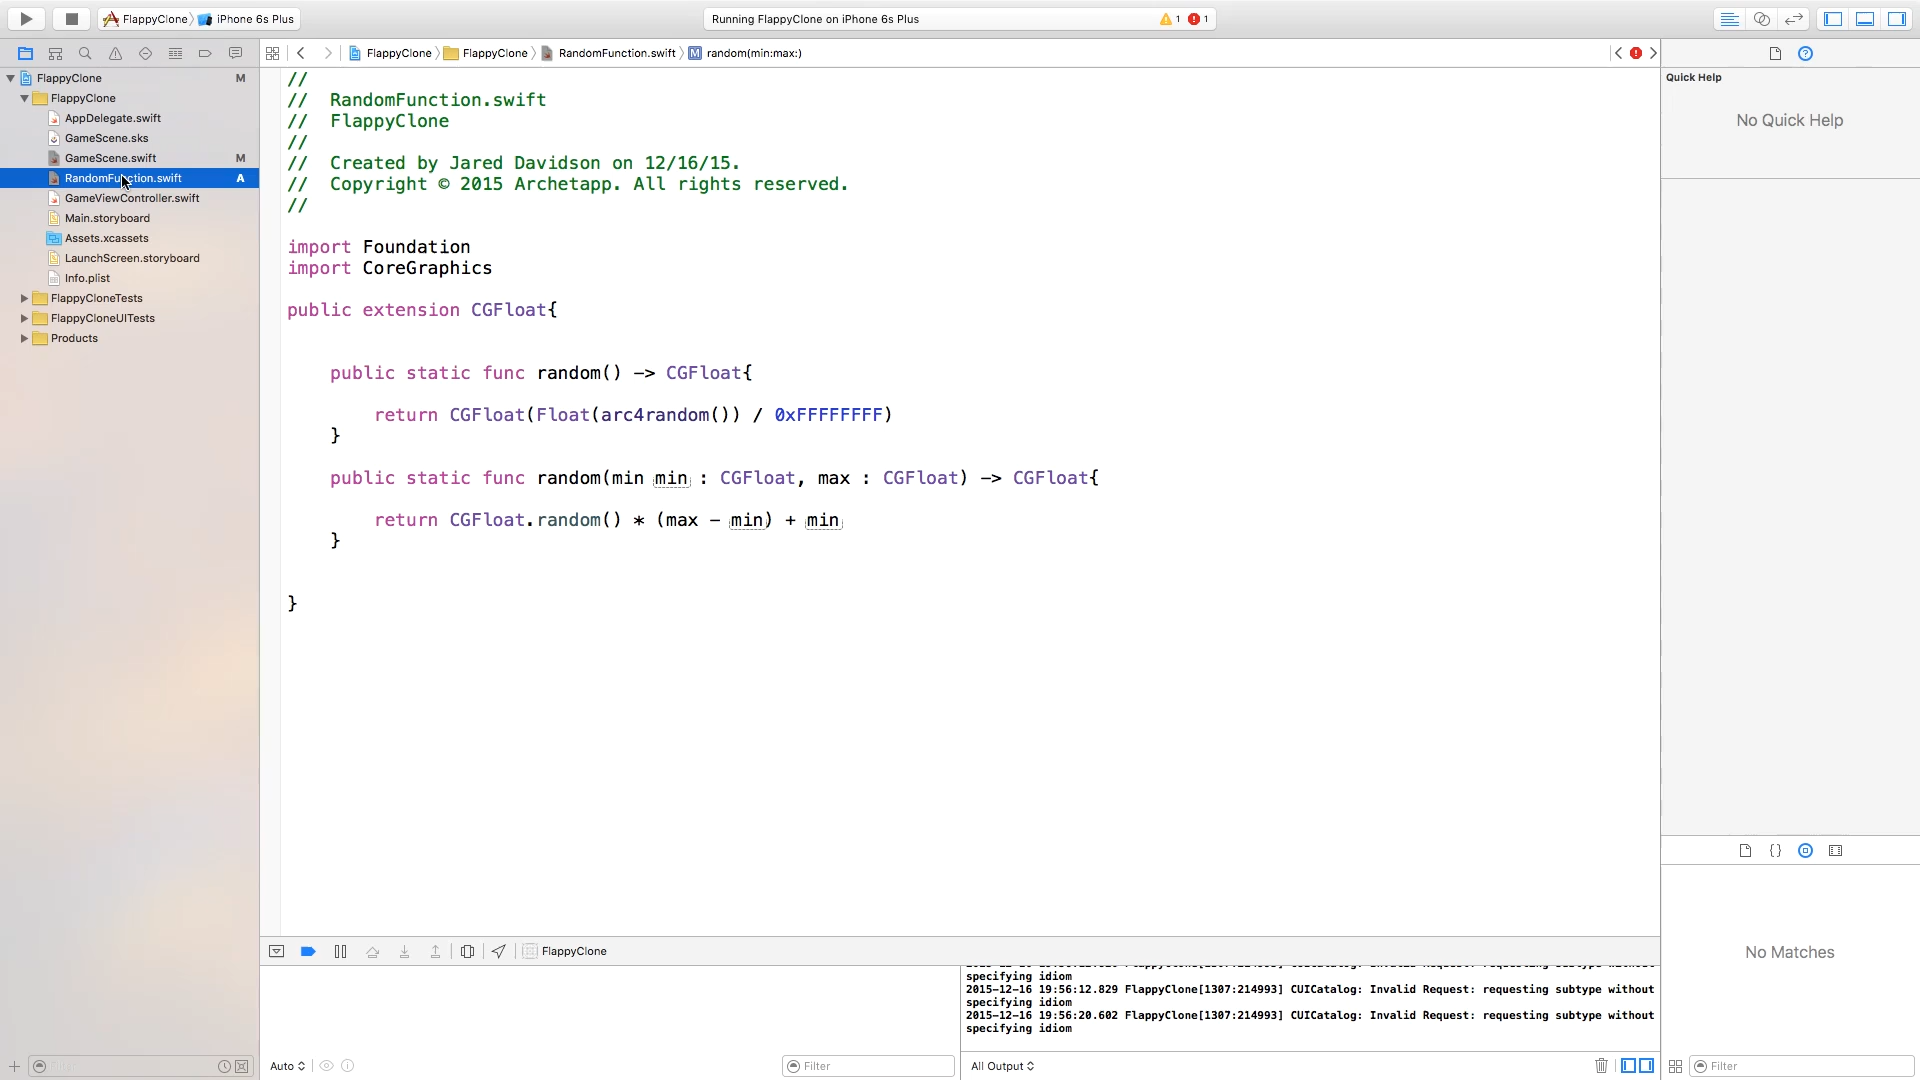 FlappyClone
iPhone 6s Plus
Running FlappyClone on iPhone 6s Plus
1
1
FlappyClone
FlappyClone
RandomFunction.swift
M
random(min:max:)
FlappyClone
M
FlappyClone
AppDelegate.swift
GameScene.sks
GameScene.swift
M
RandomFunction.swift
A
GameViewController.swift
Main.storyboard
Assets.xcassets
LaunchScreen.storyboard
Info.plist
FlappyCloneTests
FlappyCloneUITests
Products
//
//  RandomFunction.swift
//  FlappyClone
//
//  Created by Jared Davidson on 12/16/15.
//  Copyright © 2015 Archetapp. All rights reserved.
//
import Foundation
import CoreGraphics
public extension CGFloat{
public static func random() -> CGFloat{
return CGFloat(Float(arc4random()) / 0xFFFFFFFF)
}
public static func random(min min : CGFloat, max : CGFloat) -> CGFloat{
return CGFloat.random() * (max - min) + min
}
}
Quick Help
No Quick Help
No Matches
FlappyClone
specifying idiom
2015-12-16 19:56:12.829 FlappyClone[1307:214993] CUICatalog: Invalid Request: requesting subtype without
specifying idiom
2015-12-16 19:56:20.602 FlappyClone[1307:214993] CUICatalog: Invalid Request: requesting subtype without
specifying idiom
Auto
Filter
All Output
Filter